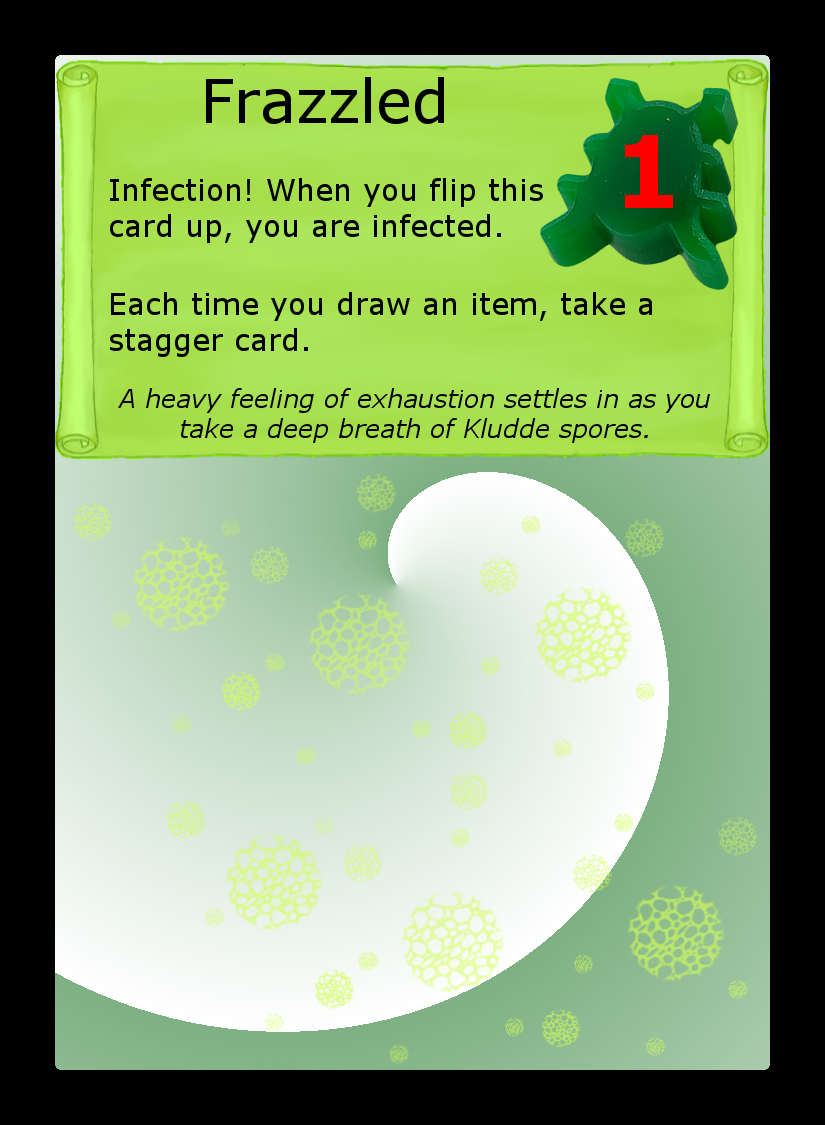 Frazzled
1
Infection! When you flip this
card up, you are infected.
Each time you draw an item, take a
stagger card.
A heavy feeling of exhaustion settles in as you
take a deep breath of Kludde spores.